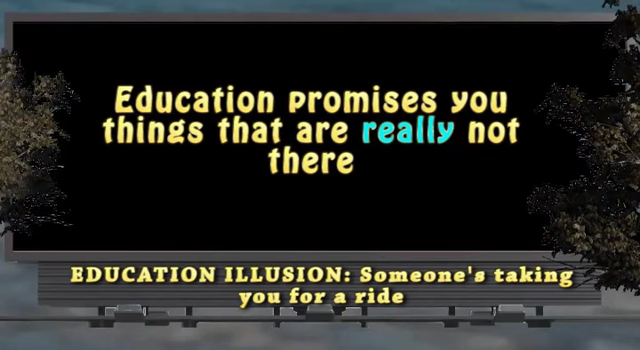 Education promises you
things that are really not
there
EDUCATION ILLUSION: Someone's taking
you for a ride